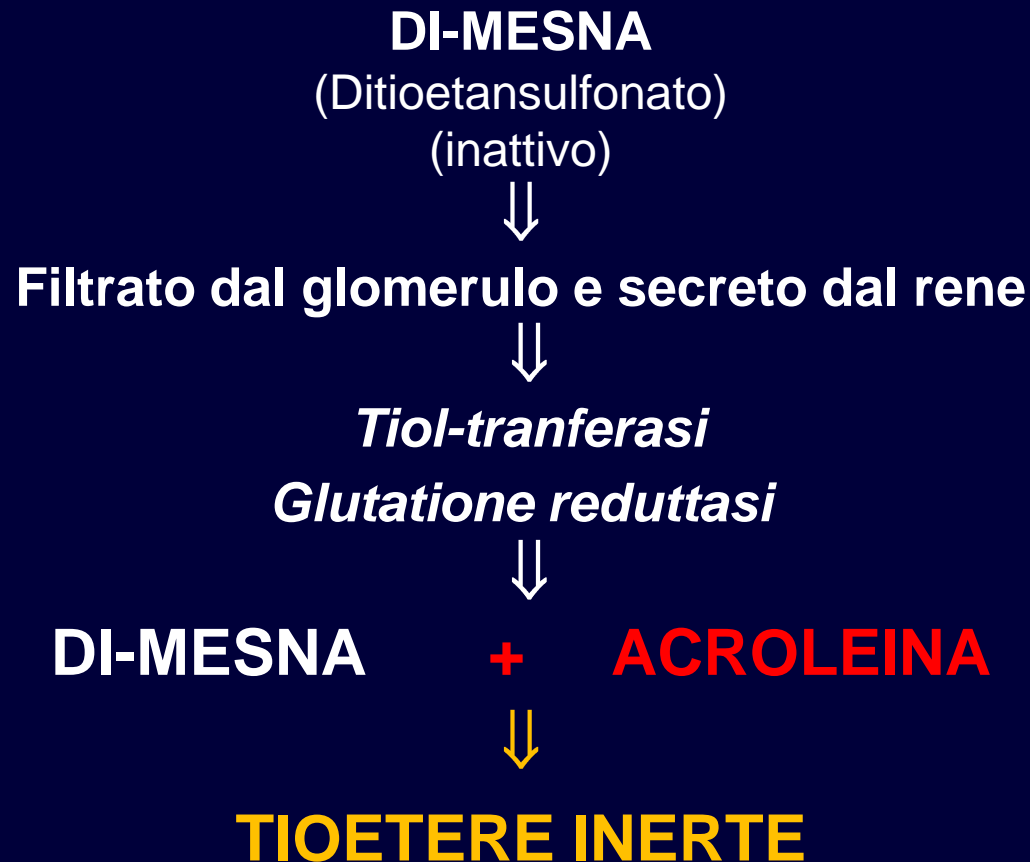 DI-MESNA
(Ditioetansulfonato)
(inattivo)
⇓
Filtrato dal glomerulo e secreto dal rene
⇓
Tiol-tranferasi
Glutatione reduttasi
⇓
DI-MESNA + ACROLEINA
⇓
TIOETERE INERTE